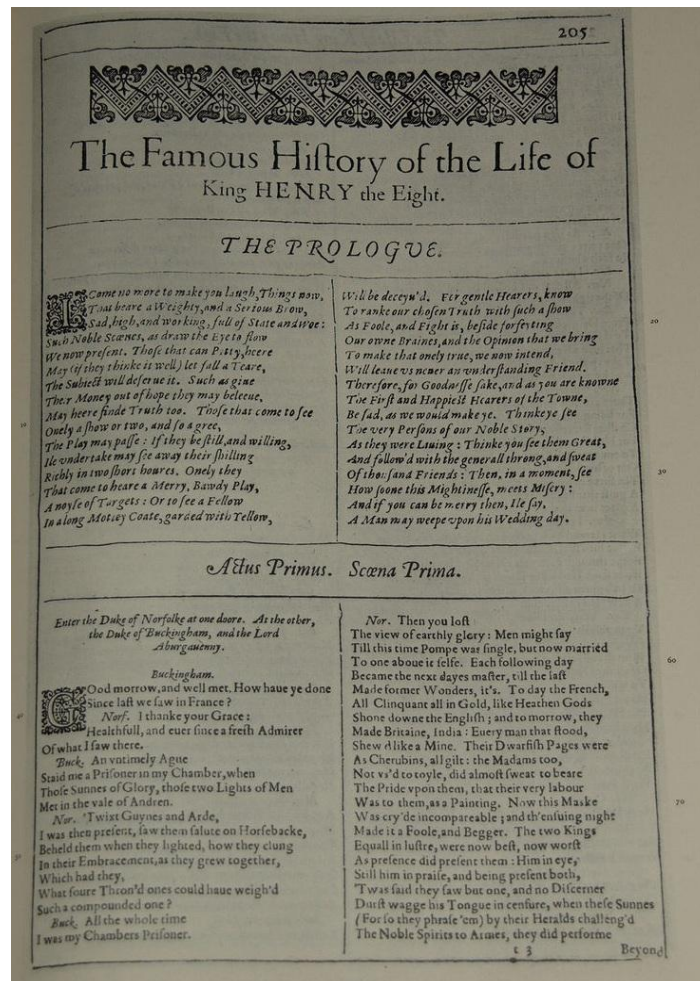 205
The Famous Hiſtory of the Life of
King HENRY the Eight.
THE PROLOGVE.
I Come no more to make you laugh, Things now,
That beare a Weighty, and a Serious Brow,
Sad, high, and working, full of State and Woe:
Such Noble Scœnes, as draw the Eye to flow
We now preſent. Thoſe that can Pitty, heere
May (if they thinke it well) let fall a Teare,
The Subiect will deſerue it. Such as giue
Their Money out of hope they may beleeue,
May heere finde Truth too. Thoſe that come to ſee
Onely a ſhow or two, and ſo agree,
10
The Play may paſſe: If they be ſtill, and willing,
Ile vndertake may ſee away their ſhilling
Richly in two ſhort houres. Onely they
That come to heare a Merry, Bawdy Play,
A noyſe of Targets: Or to ſee a Fellow
In a long Motley Coate, garded with Yellow,
Will be deceyu'd. For gentle Hearers, know
To ranke our choſen Truth with ſuch a ſhow
As Foole, and Fight is, beſide forfeyting
20
Our owne Braines, and the Opinion that we bring
To make that onely true, we now intend,
Will leaue vs neuer an vnderſtanding Friend.
Therefore, for Goodneſſe ſake, and as you are knowne
The Firſt and Happieſt Hearers of the Towne,
Be ſad, as we would make ye. Thinke ye ſee
The very Perſons of our Noble Story,
As they were Liuing: Thinke you ſee them Great,
And follow'd with the generall throng, and ſweat
Of thouſand Friends: Then, in a moment, ſee
30
How ſoone this Mightineſſe, meets Miſery:
And if you can be merry then, Ile ſay,
A Man may weepe vpon his Wedding day.
Actus Primus. Scœna Prima.
Enter the Duke of Norfolke at one doore. At the other,
the Duke of Buckingham, and the Lord
Aburgauenny.
Buckingham.
GOod morrow, and well met. How haue ye done
Since laſt we ſaw in France?
Norf. I thanke your Grace:
40
Healthfull, and euer ſince a freſh Admirer
Of what I ſaw there.
Buck. An vntimely Ague
Staid me a Priſoner in my Chamber, when
Thoſe Sunnes of Glory, thoſe two Lights of Men
Met in the vale of Andren.
Nor. 'Twixt Guynes and Arde,
I was then preſent, ſaw them ſalute on Horſebacke,
Beheld them when they lighted, how they clung
In their Embracement, as they grew together,
50
Which had they,
What foure Thron'd ones could haue weigh'd
Such a compounded one?
Buck. All the whole time
I was my Chambers Priſoner.
Nor. Then you loſt
The view of earthly glory: Men might ſay
Till this time Pompe was ſingle, but now married
To one aboue it ſelfe. Each following day
60
Became the next dayes maſter, till the laſt
Made former Wonders, it's. To day the French,
All Clinquant all in Gold, like Heathen Gods
Shone downe the Engliſh; and to morrow, they
Made Britaine, India: Euery man that ſtood,
Shew'd like a Mine. Their Dwarfiſh Pages were
As Cherubins, all gilt: the Madams too,
Not vs'd to toyle, did almoſt ſweat to beare
The Pride vpon them, that their very labour
Was to them, as a Painting. Now this Maske
70
Was cry'de incompareable; and th'enſuing night
Made it a Foole, and Begger. The two Kings
Equall in luſtre, were now beſt, now worſt
As preſence did preſent them: Him in eye,
Still him in praiſe, and being preſent both,
'Twas ſaid they ſaw but one, and no Diſcerner
Durſt wagge his Tongue in cenſure, when theſe Sunnes
(For ſo they phraſe 'em) by their Heralds challeng'd
The Noble Spirits to Armes, they did performe
t 3
Beyond